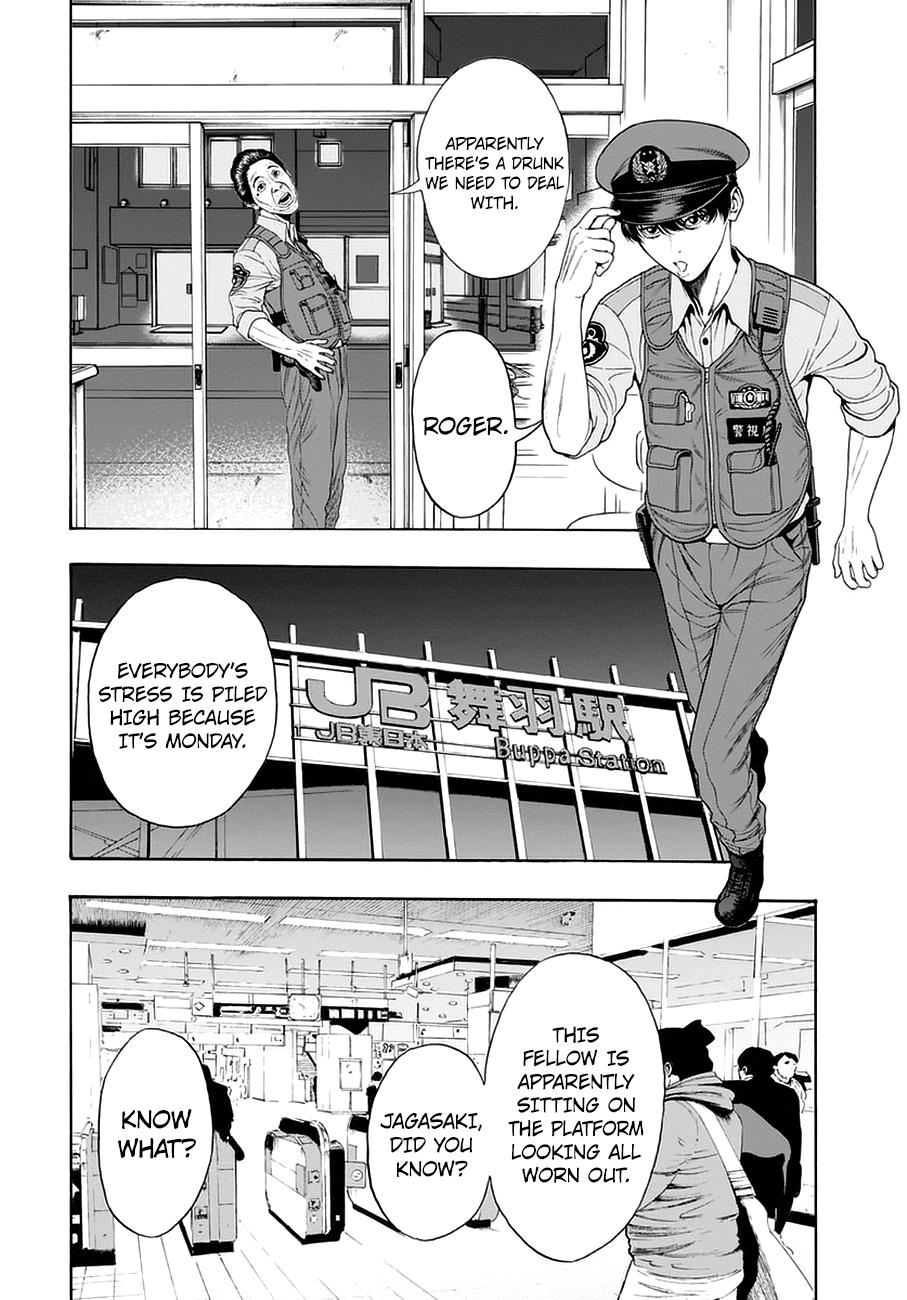 APPARENTLY
THERE'S A DRUNK
WE NEED TO DEAL
WITH.
ROGER.
警視
EVERYBODY'S
STRESS IS PILED
HIGH BECAUSE
IT'S MONDAY.
JB 舞羽駅
JB東日本 Buppa Station
THIS
FELLOW IS
APPARENTLY
SITTING ON
THE PLATFORM
LOOKING ALL
WORN OUT.
JAGASAKI,
DID YOU
KNOW?
KNOW
WHAT?